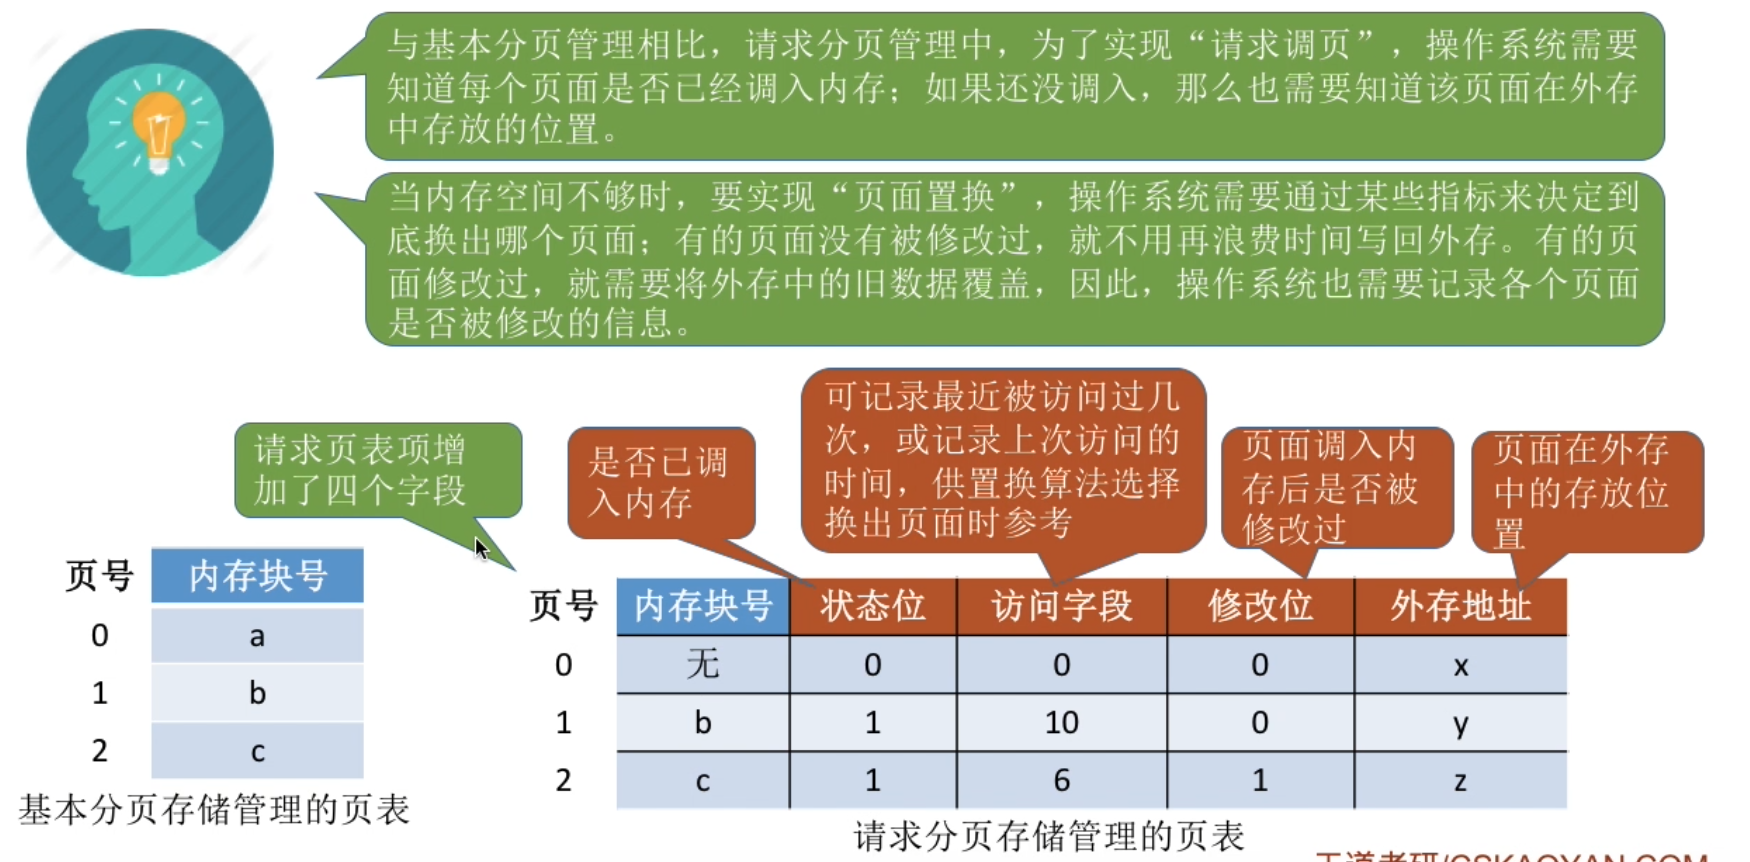 与基本分页管理相比，请求分页管理中，为了实现“请求调页”，操作系统需要
知道每个页面是否已经调入内存；如果还没调入，那么也需要知道该页面在外存
中存放的位置。
当内存空间不够时，要实现“页面置换”，操作系统需要通过某些指标来决定到
底换出哪个页面；有的页面没有被修改过，就不用再浪费时间写回外存。有的页
面修改过，就需要将外存中的旧数据覆盖，因此，操作系统也需要记录各个页面
是否被修改的信息。
请求页表项增
加了四个字段
是否已调
入内存
可记录最近被访问过几
次，或记录上次访问的
时间，供置换算法选择
换出页面时参考
页面调入内
存后是否被
修改过
页面在外存
中的存放位
置
页号 内存块号
0 a
1 b
2 c
基本分页存储管理的页表
页号 内存块号 状态位 访问字段 修改位 外存地址
0 无 0 0 0 x
1 b 1 10 0 y
2 c 1 6 1 z
请求分页存储管理的页表
王道考研/CSKAOYAN.COM